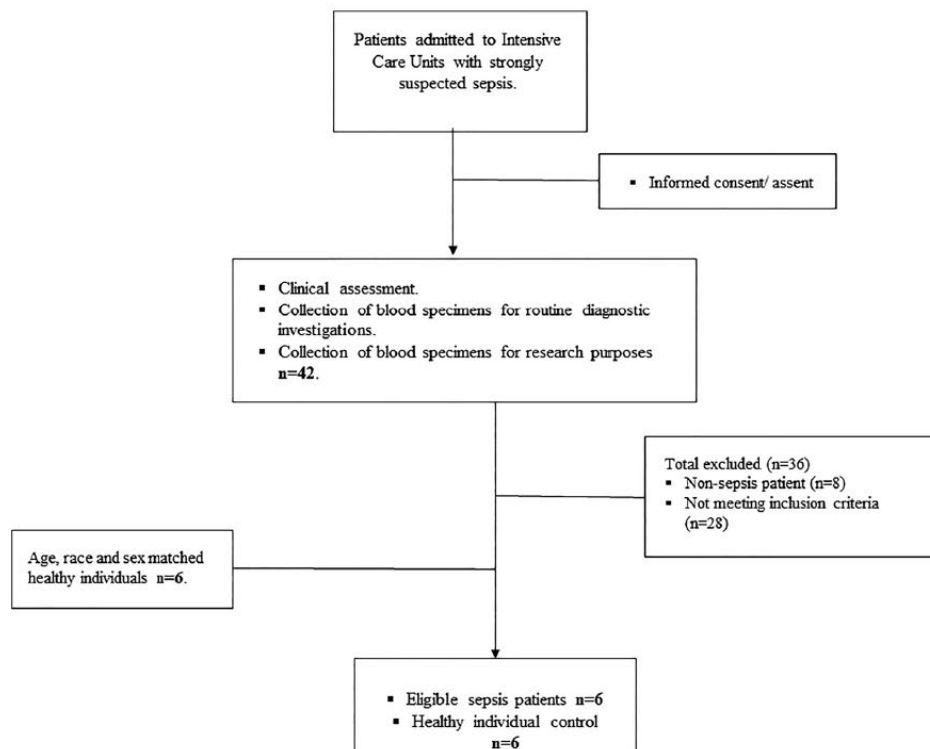 Patients admitted to Intensive
Care Units with strongly
suspected sepsis.
▪ Informed consent/ assent
▪ Clinical assessment.
▪ Collection of blood specimens for routine diagnostic
investigations.
▪ Collection of blood specimens for research purposes
n=42.
Total excluded (n=36)
▪ Non-sepsis patient (n=8)
▪ Not meeting inclusion criteria
(n=28)
Age, race and sex matched
healthy individuals n=6.
▪ Eligible sepsis patients n=6
▪ Healthy individual control
n=6